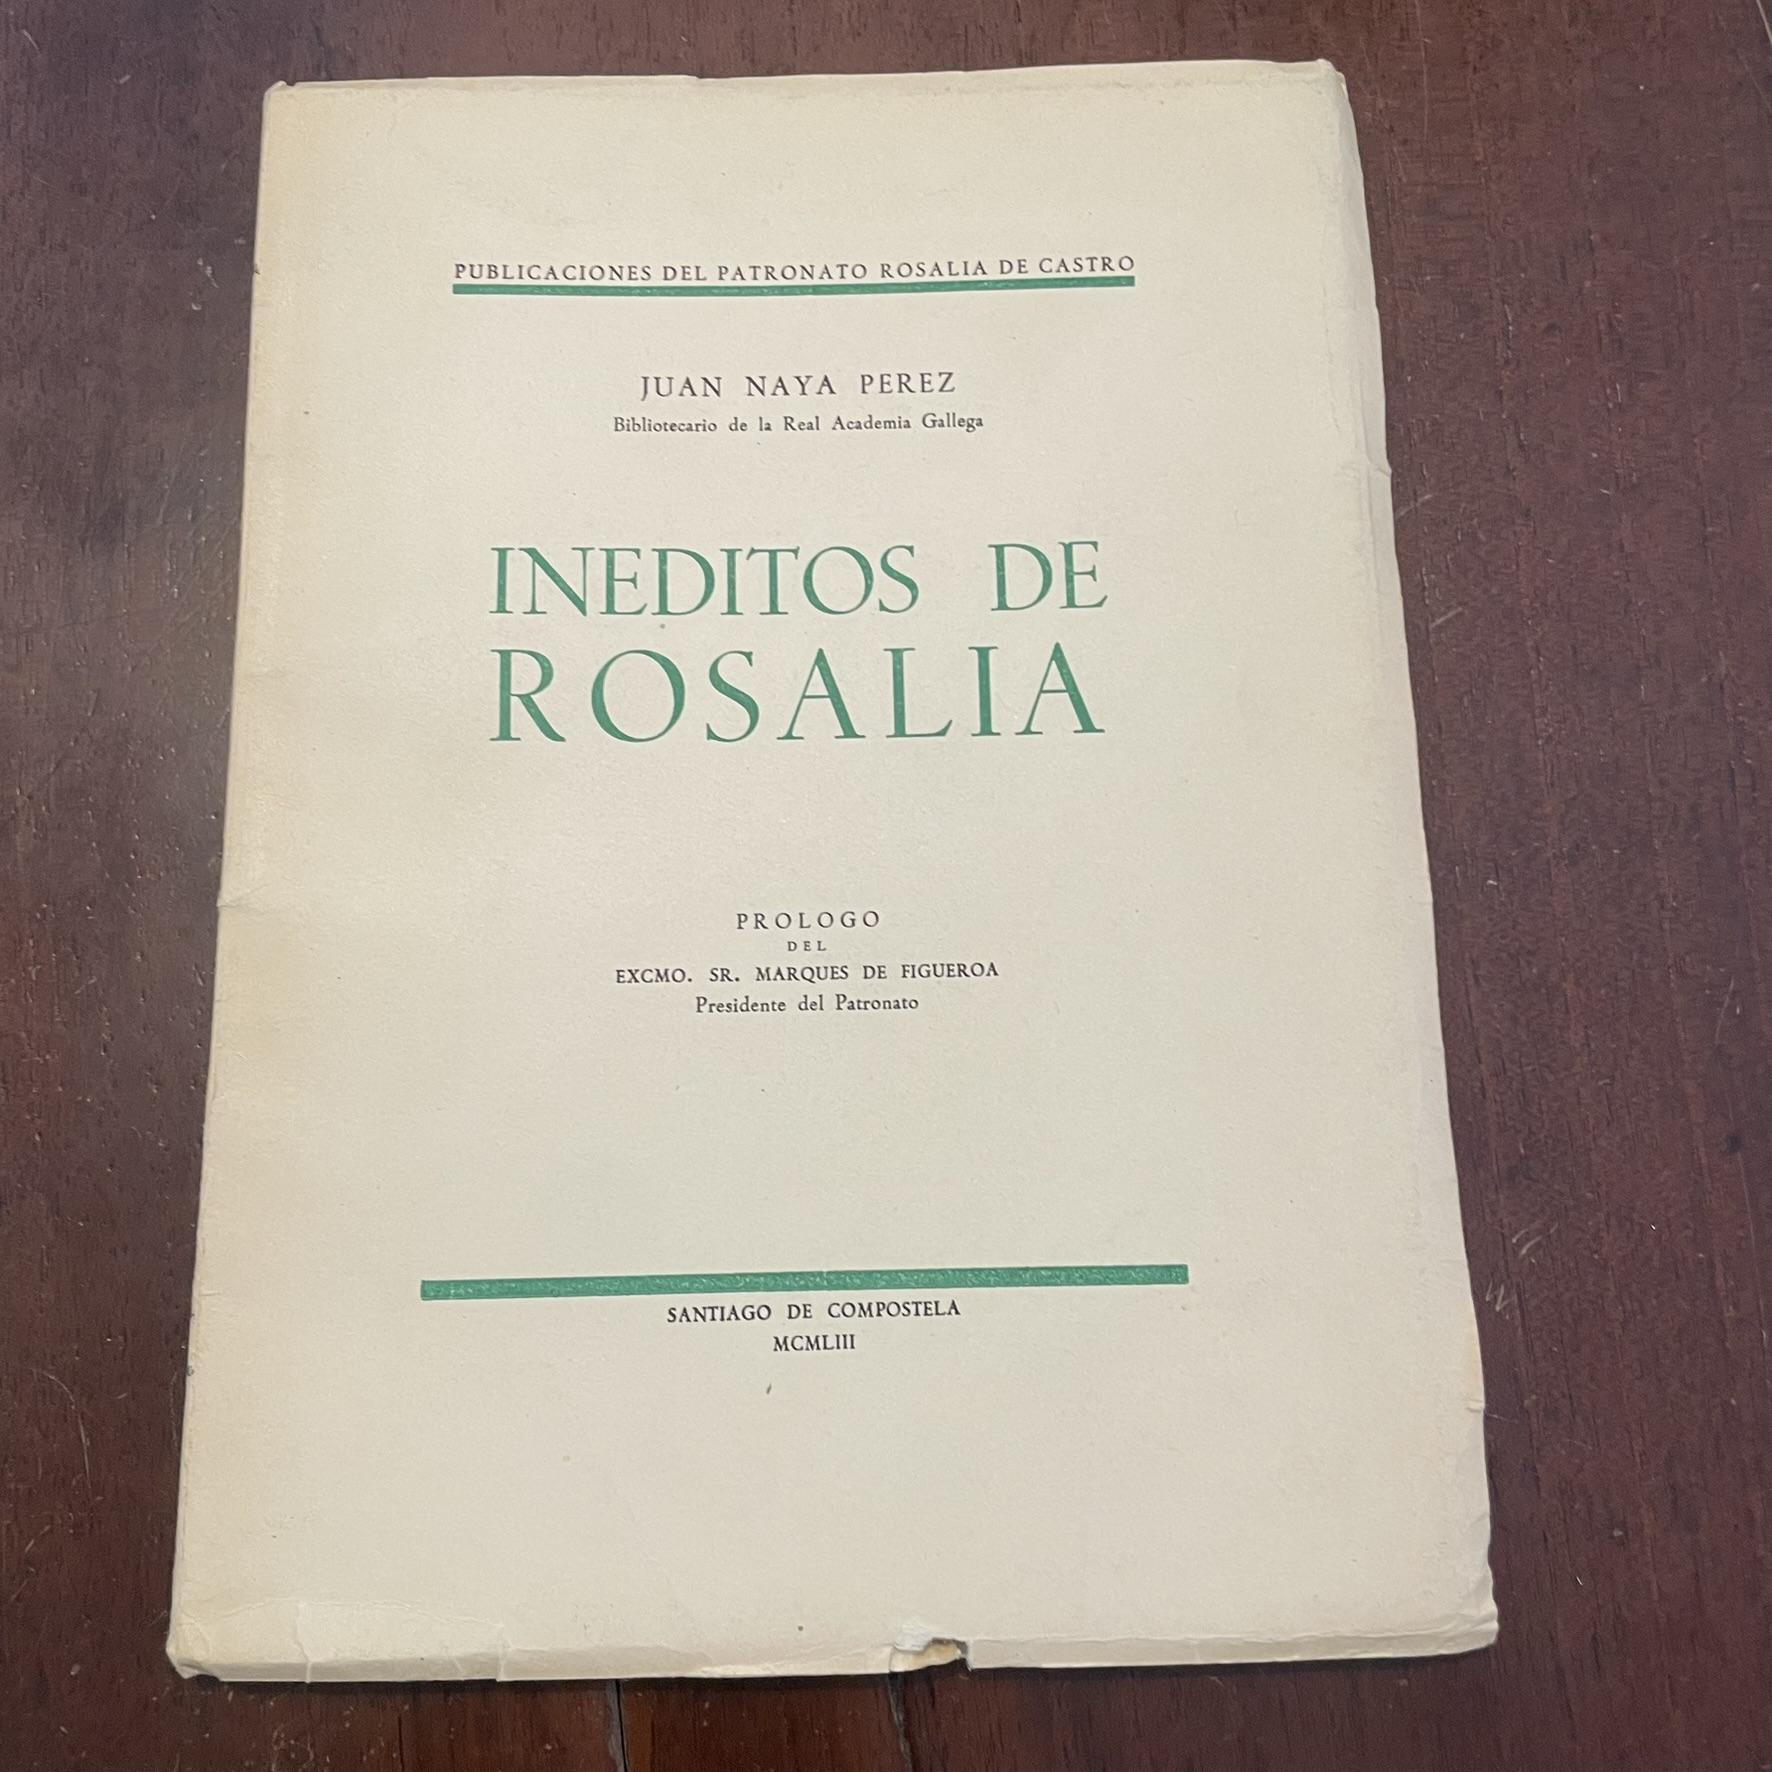 PUBLICACIONES DEL PATRONATO ROSALIA DE CASTRO
JUAN NAYA PEREZ
Bibliotecario de la Real Academia Gallega
INEDITOS DE
ROSALIA
PROLOGO
DEL
EXCMO. SR. MARQUES DE FIGUEROA
Presidente del Patronato
SANTIAGO DE COMPOSTELA
MCMLIII